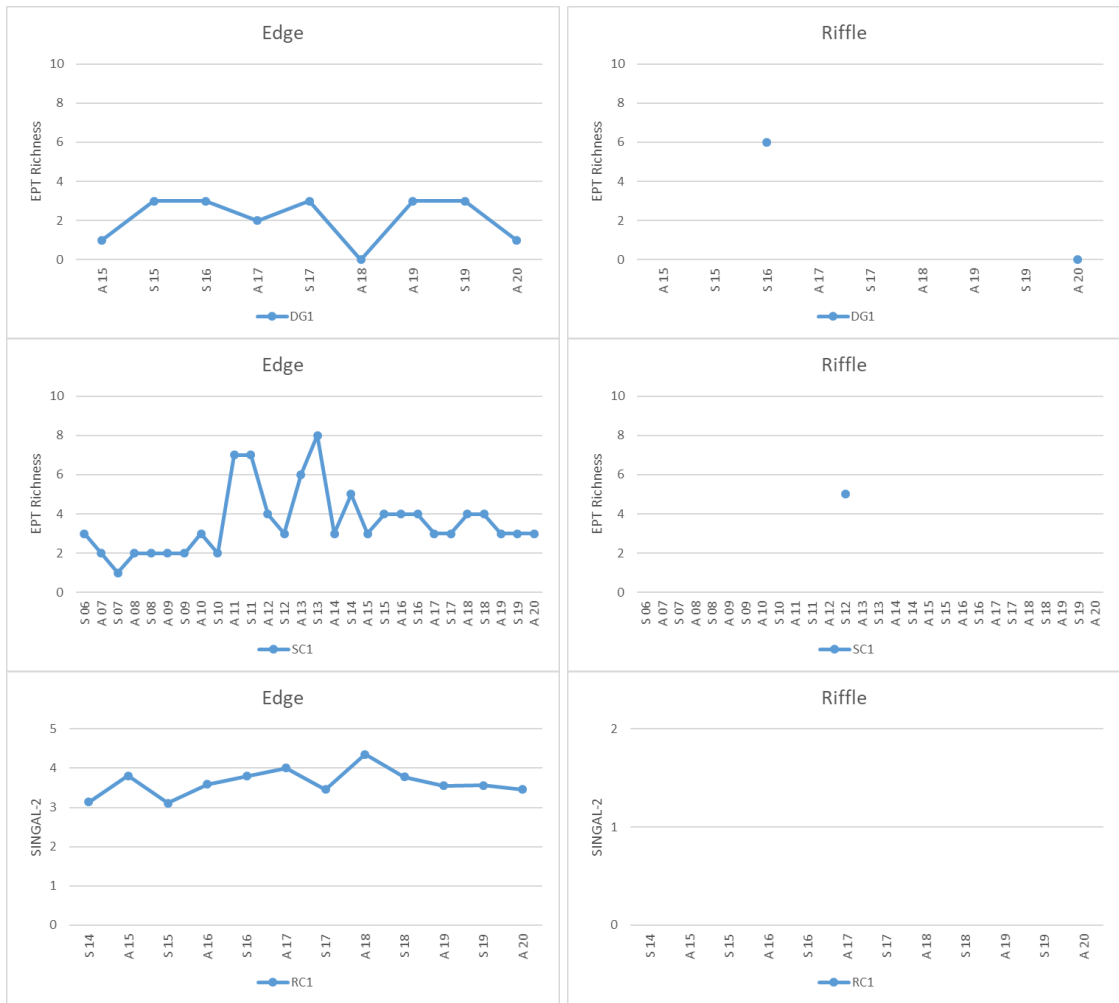 Edge
EPT Richness
10
8
6
4
2
0
A 15
S 15
S 16
A 17
S 17
A 18
A 19
S 19
A 20
DG1
Riffle
EPT Richness
10
8
6
4
2
0
A 15
S 15
S 16
A 17
S 17
A 18
A 19
S 19
A 20
DG1
Edge
EPT Richness
10
8
6
4
2
0
S 06
A 07
S 07
A 08
S 08
A 09
S 09
A 10
S 10
A 11
S 11
A 12
S 12
A 13
S 13
A 14
S 14
A 15
S 15
A 16
S 16
A 17
S 17
A 18
S 18
A 19
S 19
A 20
SC1
Riffle
EPT Richness
10
8
6
4
2
0
S 06
A 07
S 07
A 08
S 08
A 09
S 09
A 10
S 10
A 11
S 11
A 12
S 12
A 13
S 13
A 14
S 14
A 15
S 15
A 16
S 16
A 17
S 17
A 18
S 18
A 19
S 19
A 20
SC1
Edge
SINGAL-2
5
4
3
2
1
0
S 14
A 15
S 15
A 16
S 16
A 17
S 17
A 18
S 18
A 19
S 19
A 20
RC1
Riffle
SINGAL-2
2
1
0
S 14
A 15
S 15
A 16
S 16
A 17
S 17
A 18
S 18
A 19
S 19
A 20
RC1